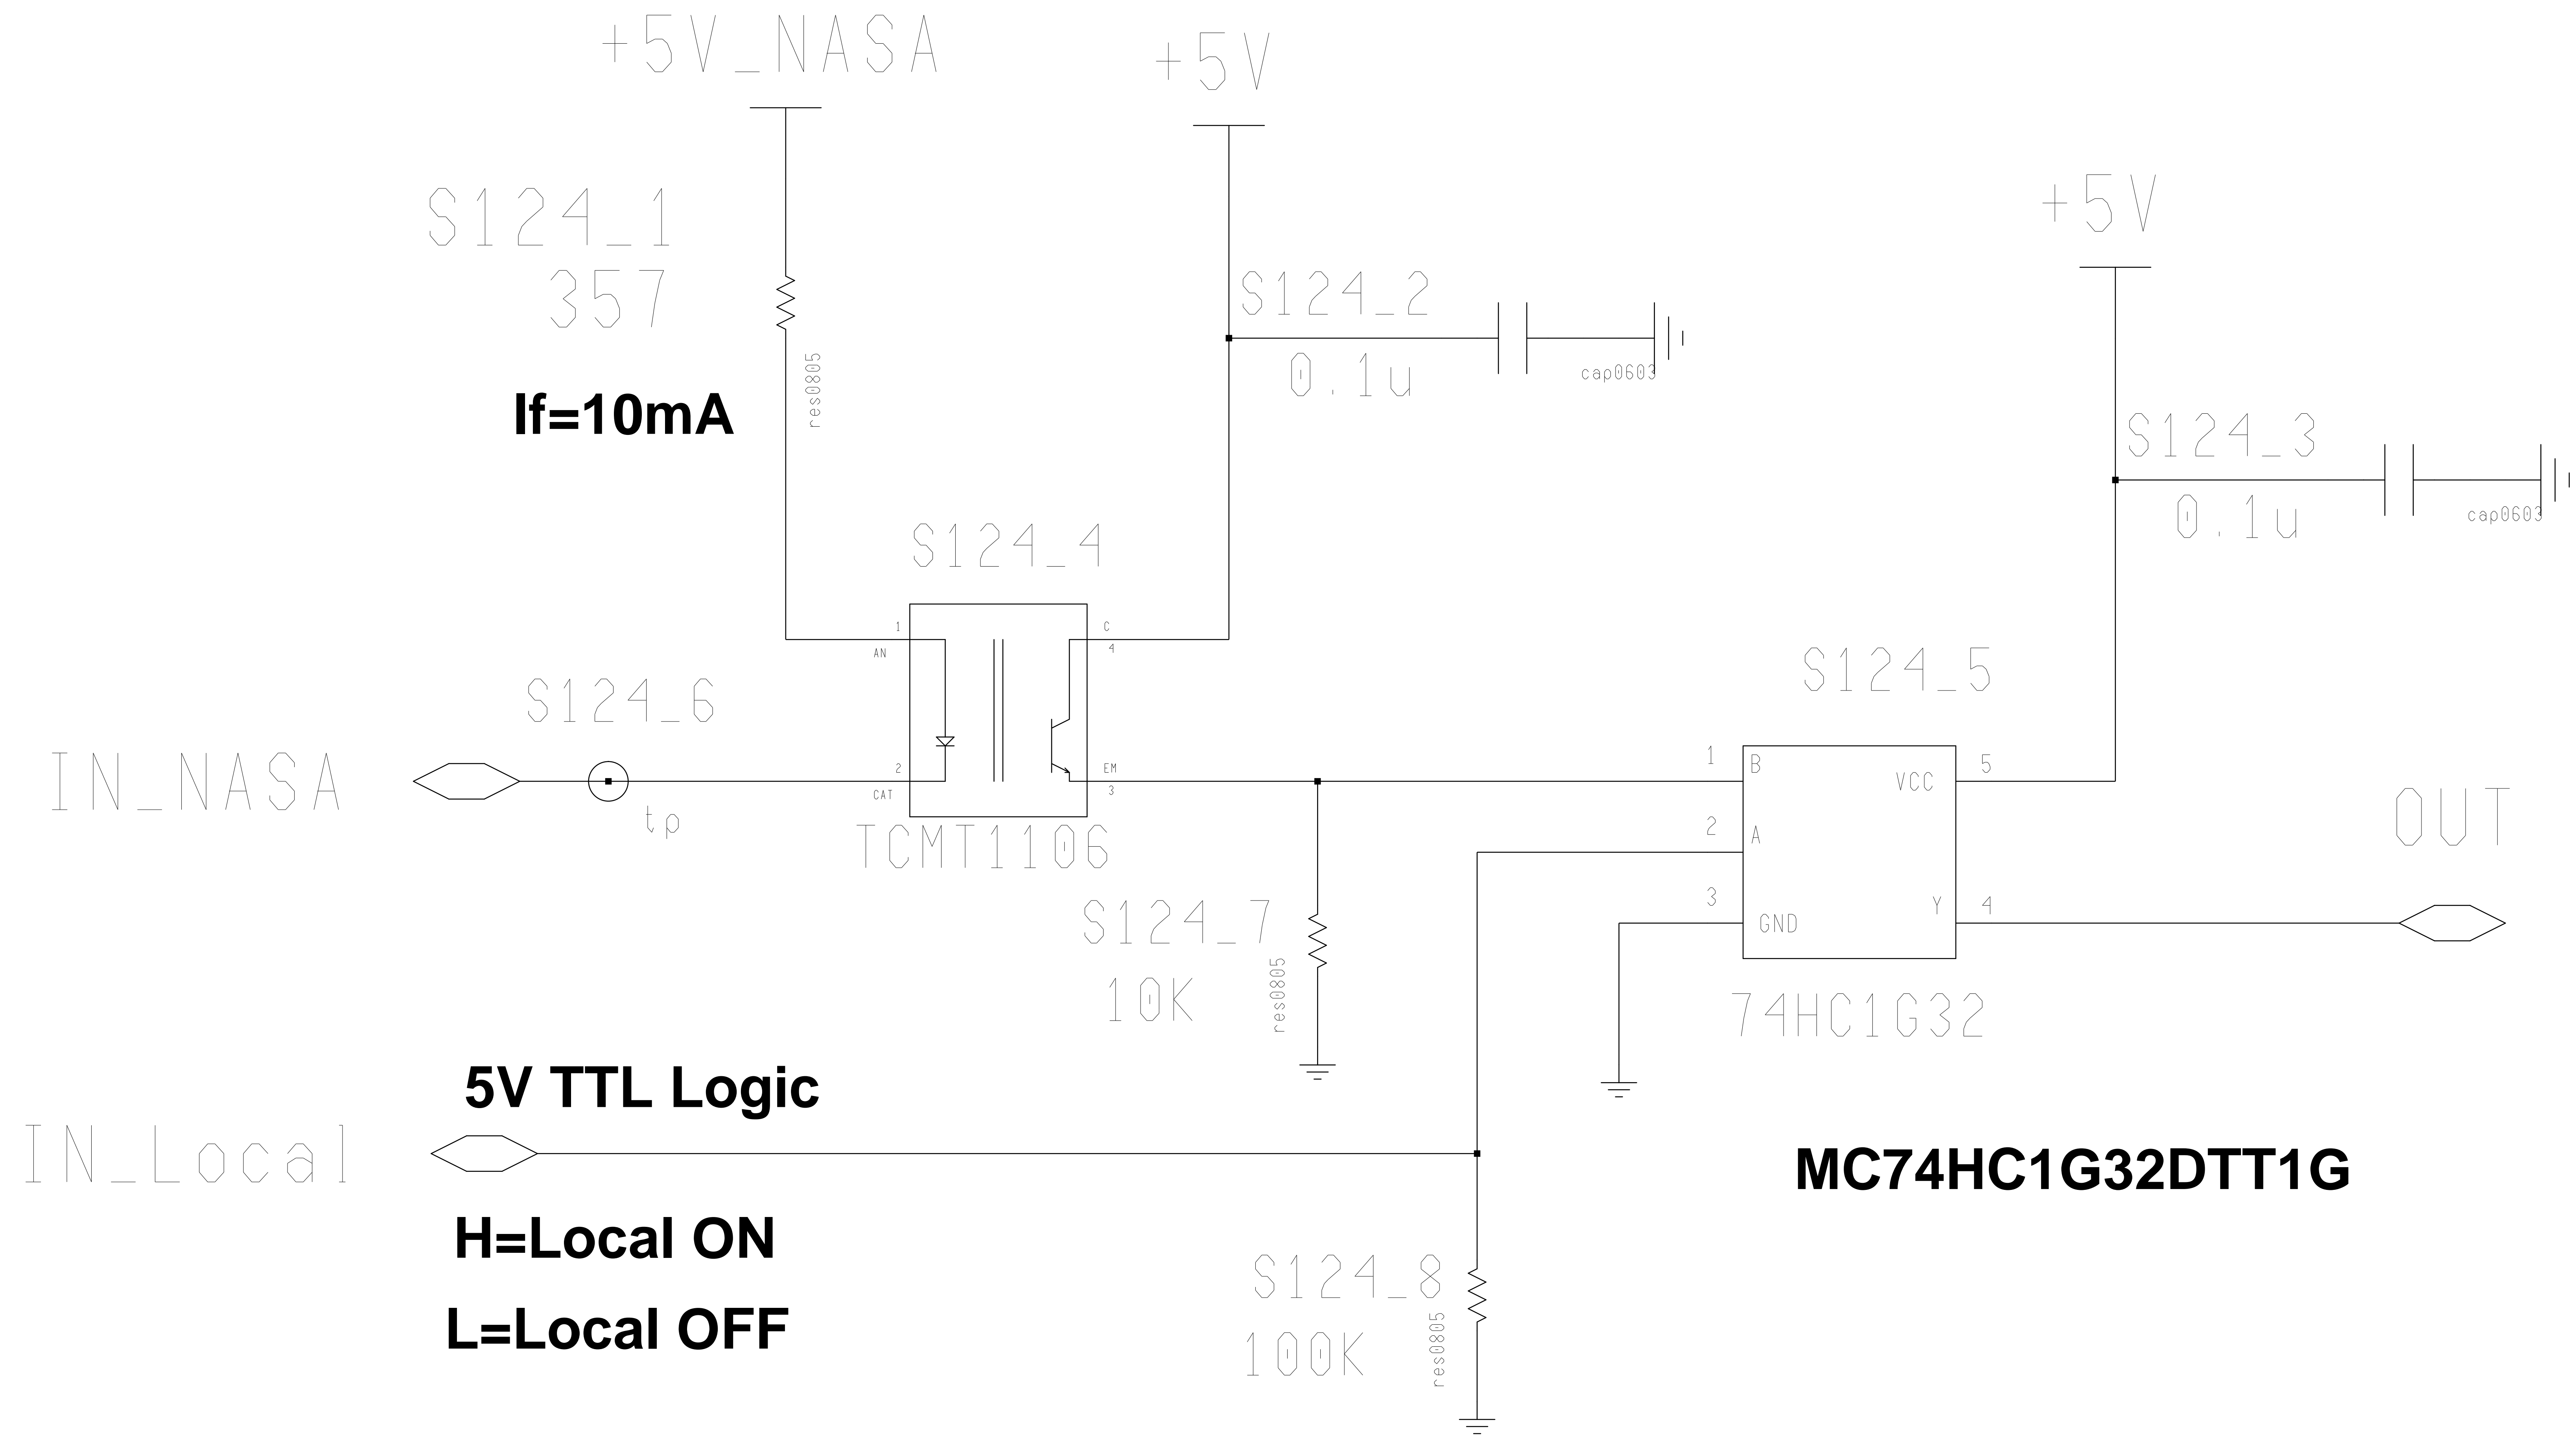 +5V_NASA
+5V
+5V
S124_1
357
res0805
If=10mA
S124_2
0.1u
cap0603
S124_3
0.1u
cap0603
S124_4
1
AN
C
4
2
CAT
EM
3
TCMT1106
S124_6
IN_NASA
tp
S124_5
1
B
VCC
5
2
A
3
GND
Y
4
74HC1G32
OUT
S124_7
10K
res0805
5V TTL Logic
IN_Local
H=Local ON
L=Local OFF
MC74HC1G32DTT1G
S124_8
100K
res0805